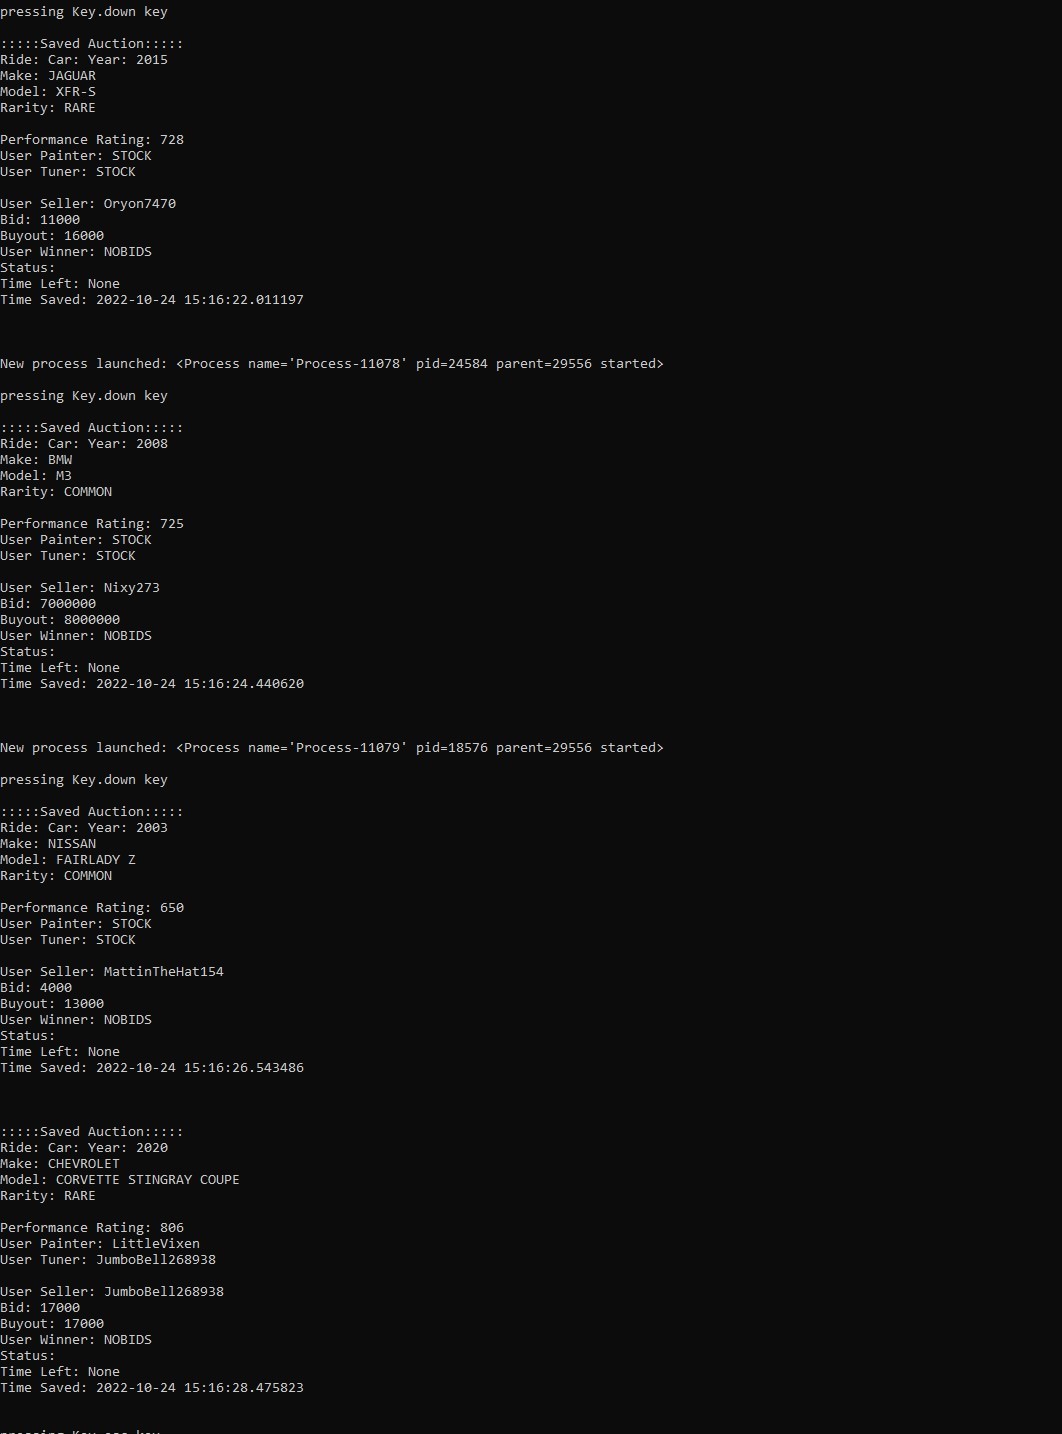 pressing Key.down key
:::::Saved Auction:::::
Ride: Car: Year: 2015
Make: JAGUAR
Model: XFR-S
Rarity: RARE
Performance Rating: 728
User Painter: STOCK
User Tuner: STOCK
User Seller: Oryon7470
Bid: 11000
Buyout: 16000
User Winner: NOBIDS
Status:
Time Left: None
Time Saved: 2022-10-24 15:16:22.011197
New process launched: <Process name='Process-11078' pid=24584 parent=29556 started>
pressing Key.down key
:::::Saved Auction:::::
Ride: Car: Year: 2008
Make: BMW
Model: M3
Rarity: COMMON
Performance Rating: 725
User Painter: STOCK
User Tuner: STOCK
User Seller: Nixy273
Bid: 7000000
Buyout: 8000000
User Winner: NOBIDS
Status:
Time Left: None
Time Saved: 2022-10-24 15:16:24.440620
New process launched: <Process name='Process-11079' pid=18576 parent=29556 started>
pressing Key.down key
:::::Saved Auction:::::
Ride: Car: Year: 2003
Make: NISSAN
Model: FAIRLADY Z
Rarity: COMMON
Performance Rating: 650
User Painter: STOCK
User Tuner: STOCK
User Seller: MattinTheHat154
Bid: 4000
Buyout: 13000
User Winner: NOBIDS
Status:
Time Left: None
Time Saved: 2022-10-24 15:16:26.543486
:::::Saved Auction:::::
Ride: Car: Year: 2020
Make: CHEVROLET
Model: CORVETTE STINGRAY COUPE
Rarity: RARE
Performance Rating: 806
User Painter: LittleVixen
User Tuner: JumboBell268938
User Seller: JumboBell268938
Bid: 17000
Buyout: 17000
User Winner: NOBIDS
Status:
Time Left: None
Time Saved: 2022-10-24 15:16:28.475823